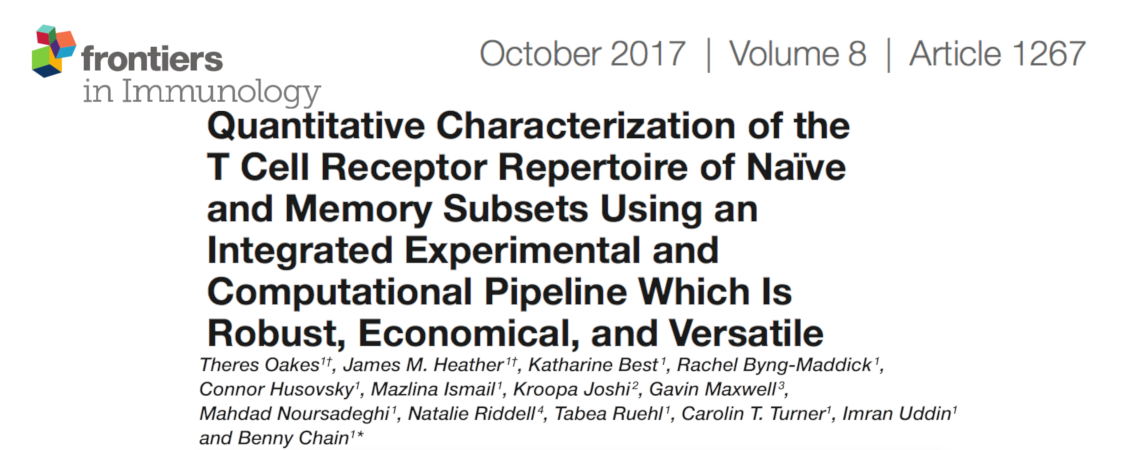 frontiers
in Immunology
October 2017 | Volume 8 | Article 1267
Quantitative Characterization of the
T Cell Receptor Repertoire of Naïve
and Memory Subsets Using an
Integrated Experimental and
Computational Pipeline Which Is
Robust, Economical, and Versatile
Theres Oakes¹†, James M. Heather¹†, Katharine Best¹, Rachel Byng-Maddick¹,
Connor Husovsky¹, Mazlina Ismail¹, Kroopa Joshi², Gavin Maxwell³,
Mahdad Noursadeghi¹, Natalie Riddell⁴, Tabea Ruehl¹, Carolin T. Turner¹, Imran Uddin¹
and Benny Chain¹*